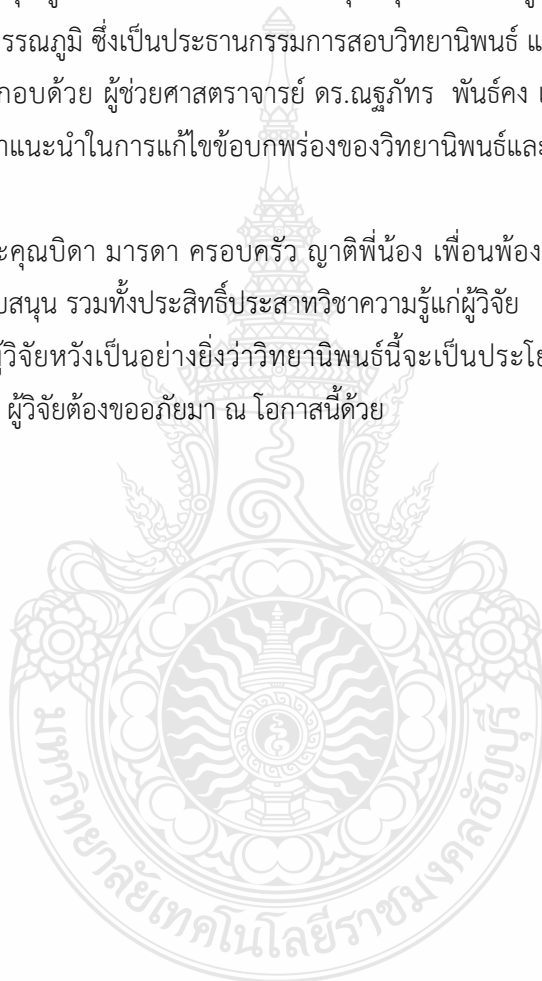 รรณภูมิ ซึ่งเป็นประธานกรรมการสอบวิทยานิพนธ์ แ
กอบด้วย ผู้ช่วยศาสตราจารย์ ดร.ณฐภัทร พันธ์คง เ
ำแนะนำในการแก้ไขข้อบกพร่องของวิทยานิพนธ์และ
ะคุณบิดา มารดา ครอบครัว ญาติพี่น้อง เพื่อนพ้อง
บสนุน รวมทั้งประสิทธิ์ประสาทวิชาความรู้แก่ผู้วิจัย
ผู้วิจัยหวังเป็นอย่างยิ่งว่าวิทยานิพนธ์นี้จะเป็นประโย
ผู้วิจัยต้องขออภัยมา ณ โอกาสนี้ด้วย
มหาวิทยาลัยเทคโนโลยีราชมงคลธัญบุรี